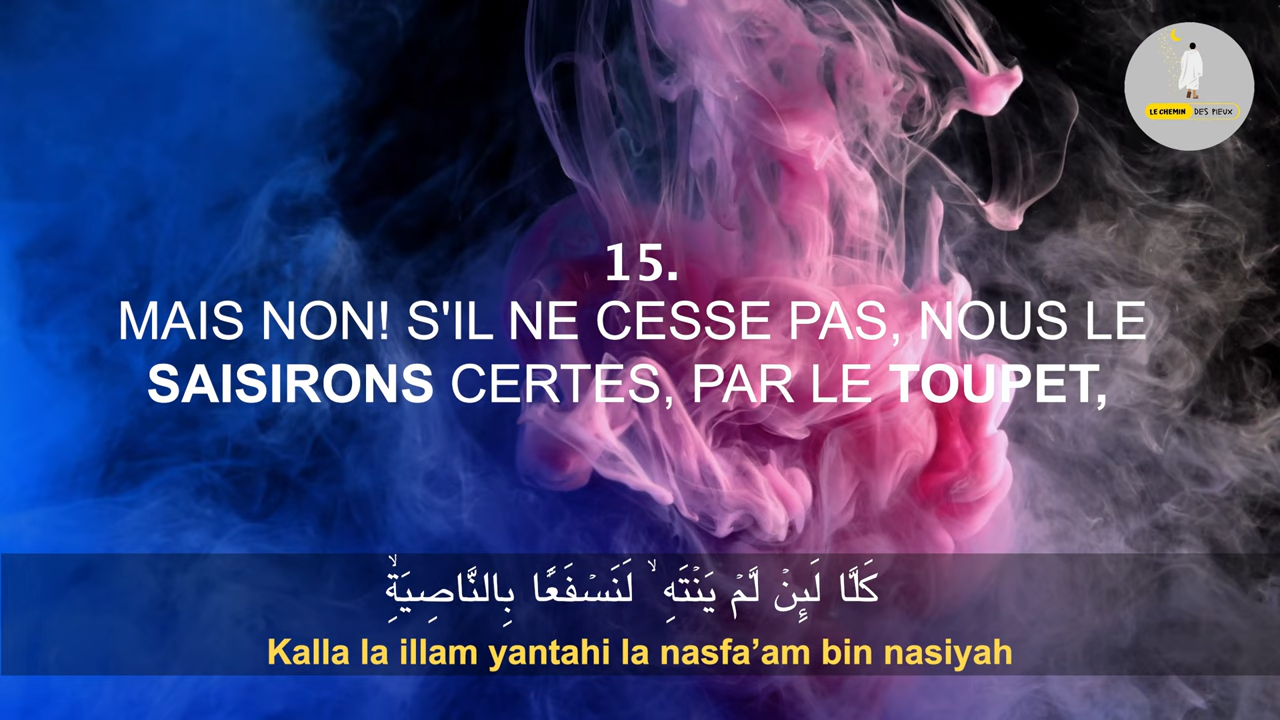 LE CHEMIN DES PIEUX
15.
MAIS NON! S'IL NE CESSE PAS, NOUS LE
SAISIRONS CERTES, PAR LE TOUPET,
كَلَّا لَىِٕنْ لَّمْ يَنْتَهِ ۙ لَنَسْفَعًۢا بِالنَّاصِيَةِۙ
Kalla la illam yantahi la nasfa’am bin nasiyah